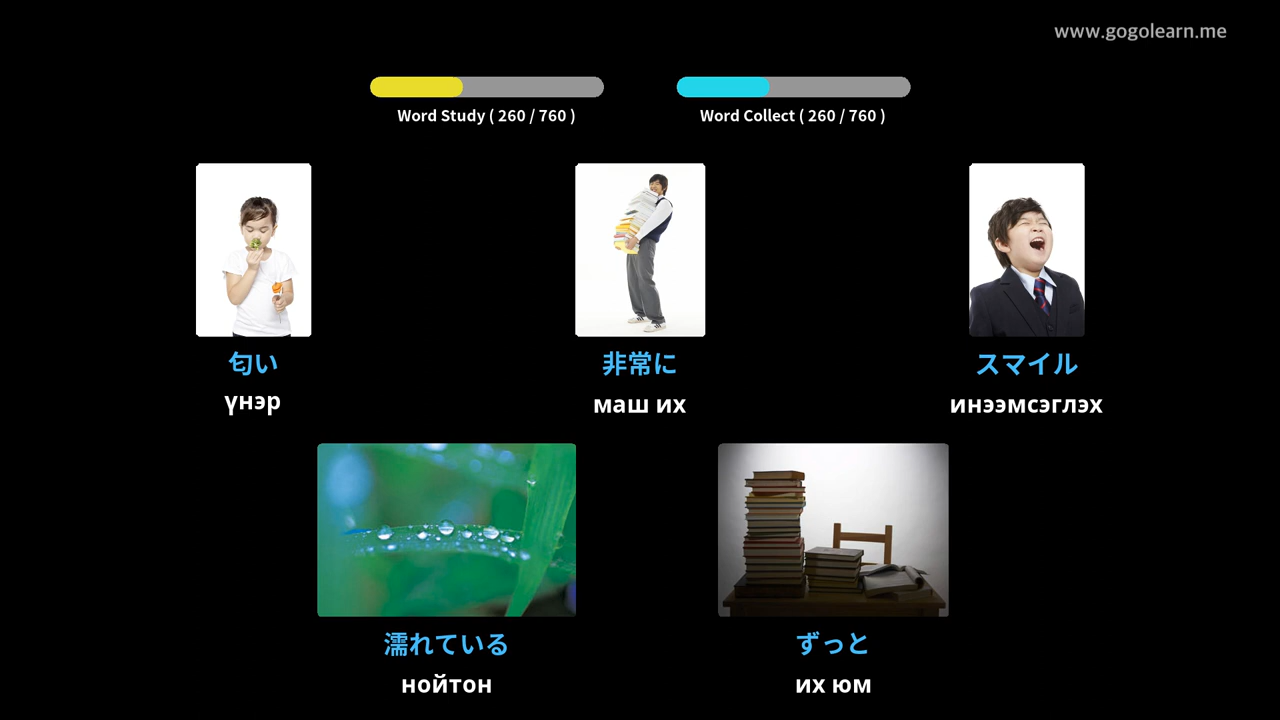 www.gogolearn.me
Word Study ( 260 / 760 )
Word Collect ( 260 / 760 )
匂い
үнэр
非常に
маш их
スマイル
инээмсэглэх
濡れている
нойтон
ずっと
их юм